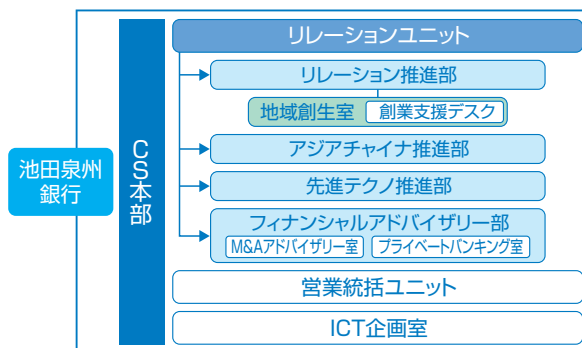 リレーションユニット
リレーション推進部
地域創生室 創業支援デスク
アジアチャイナ推進部
先進テクノ推進部
フィナンシャルアドバイザリー部
M&Aアドバイザリー室 プライベートバンキング室
営業統括ユニット
ICT企画室
CS本部
池田泉州
銀行